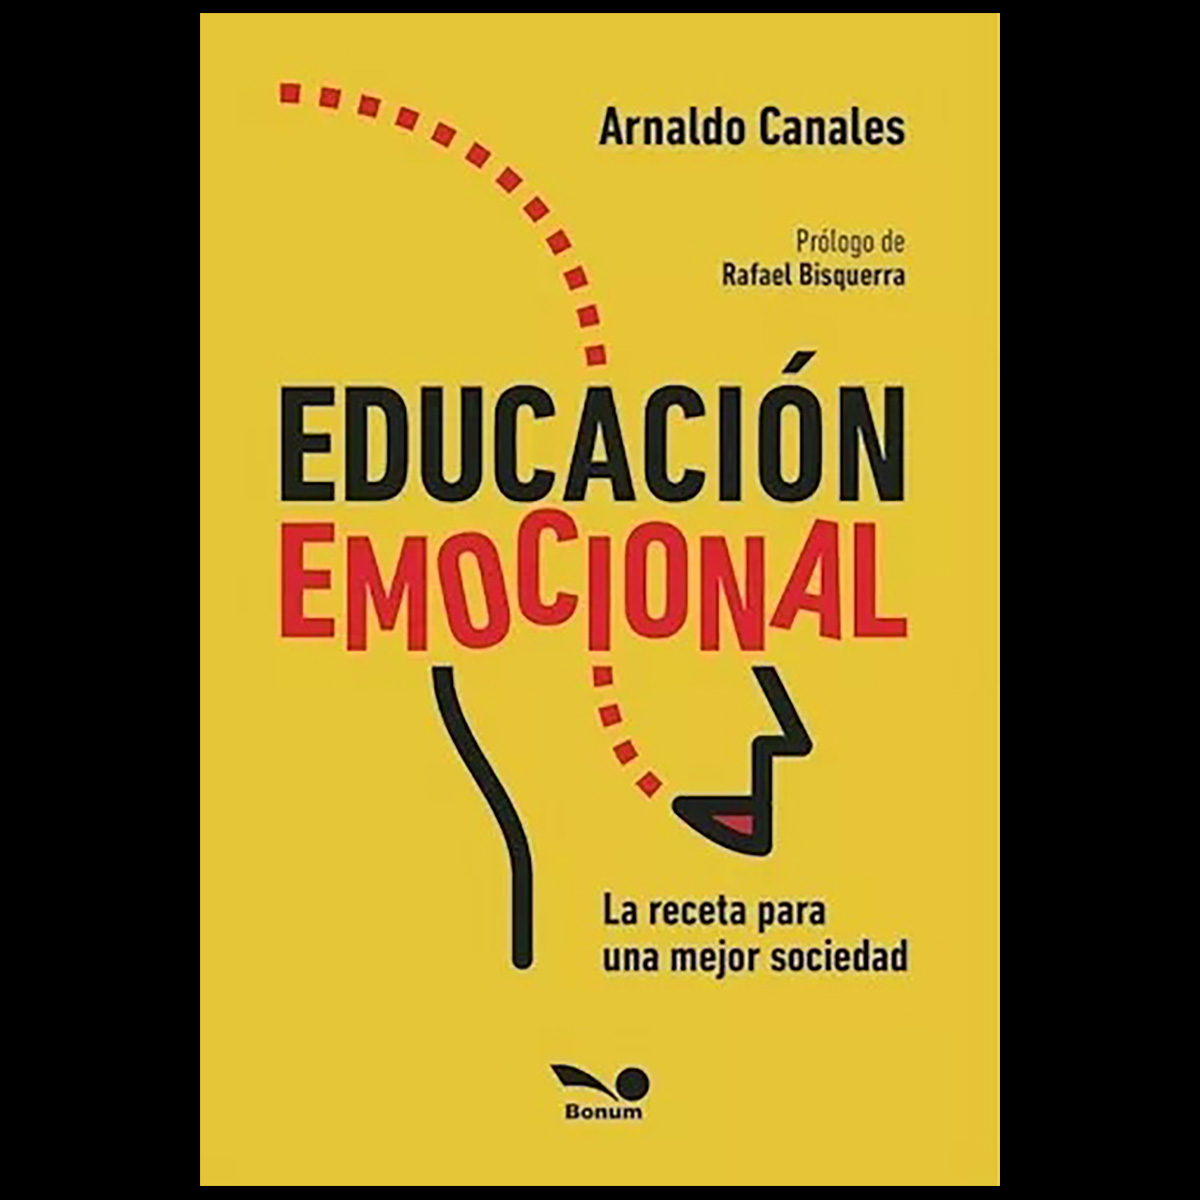 Arnaldo Canales
Prólogo de
Rafael Bisquerra
EDUCACIÓN
EMOCIONAL
La receta para
una mejor sociedad
Bonum